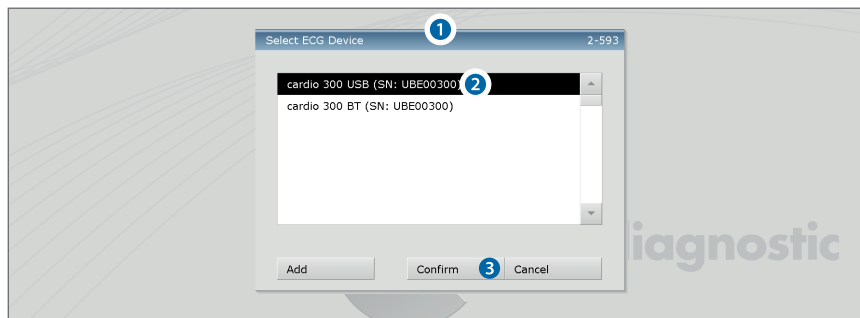 1
Select ECG Device 2-593
cardio 300 USB (SN: UBE00300) 2
cardio 300 BT (SN: UBE00300)
iagnostic
Add Confirm 3 Cancel